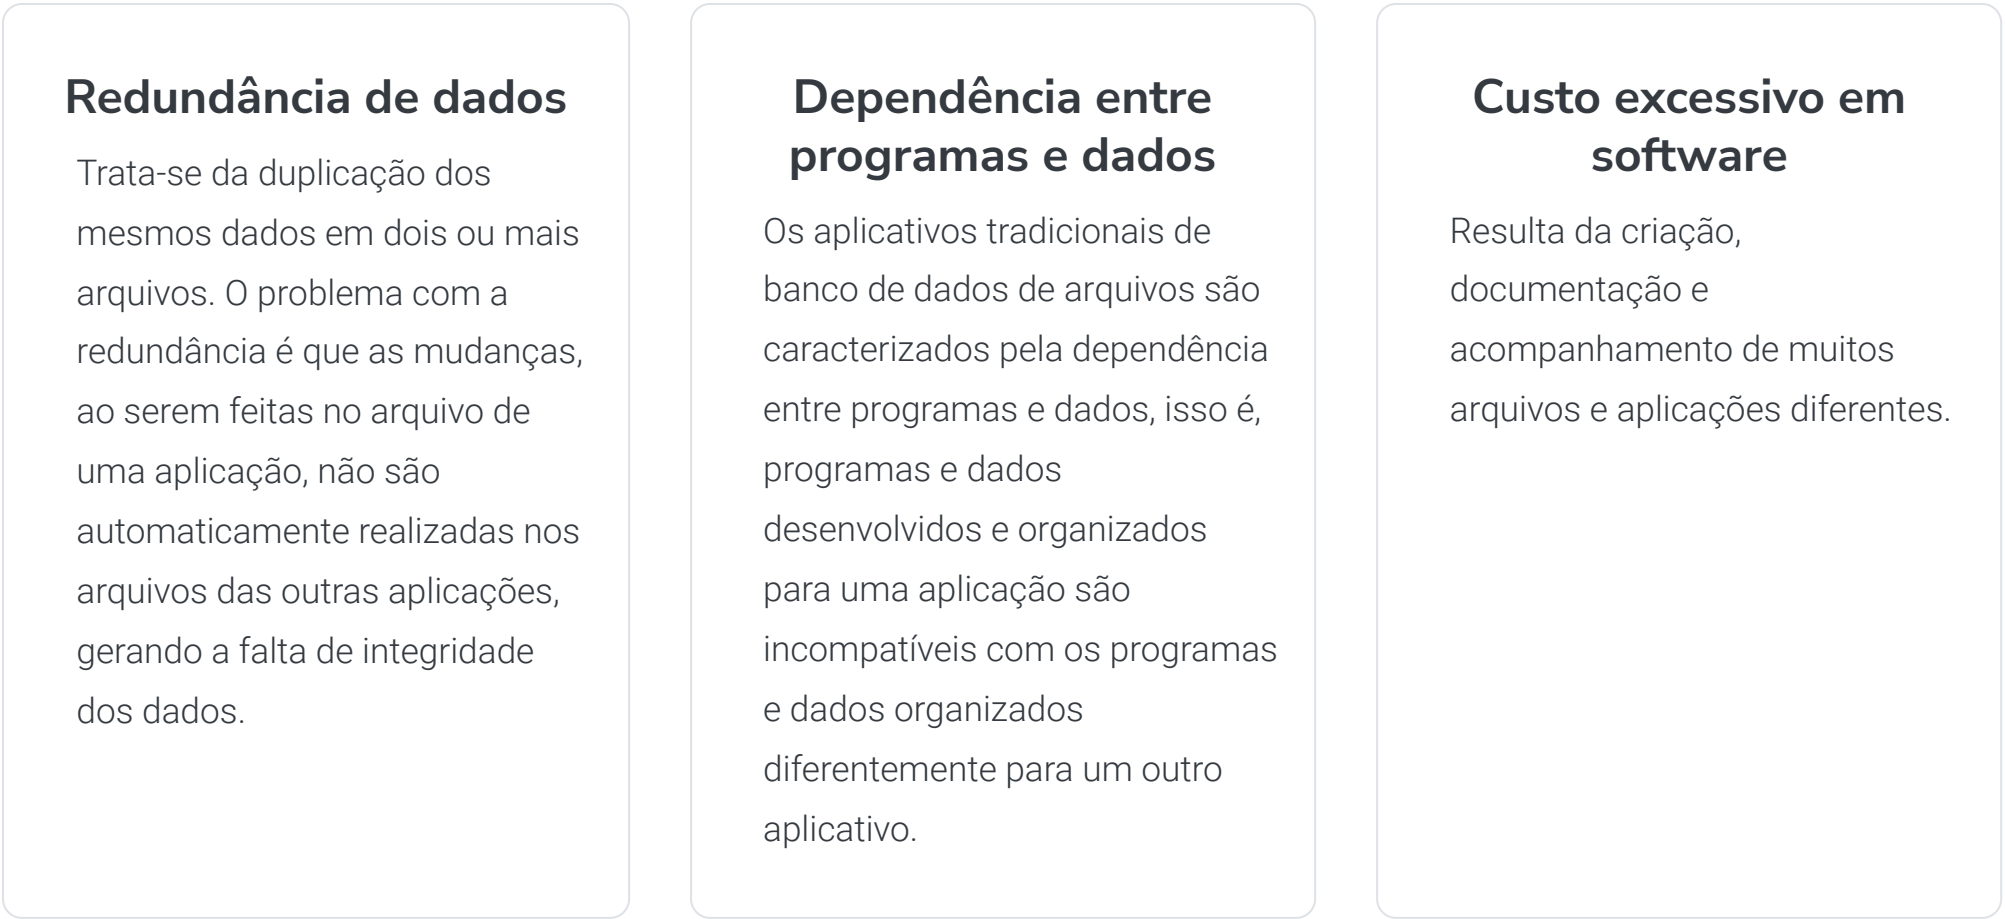 Redundância de dados
Trata-se da duplicação dos
mesmos dados em dois ou mais
arquivos. O problema com a
redundância é que as mudanças,
ao serem feitas no arquivo de
uma aplicação, não são
automaticamente realizadas nos
arquivos das outras aplicações,
gerando a falta de integridade
dos dados.
Dependência entre
programas e dados
Os aplicativos tradicionais de
banco de dados de arquivos são
caracterizados pela dependência
entre programas e dados, isso é,
programas e dados
desenvolvidos e organizados
para uma aplicação são
incompatíveis com os programas
e dados organizados
diferentemente para um outro
aplicativo.
Custo excessivo em
software
Resulta da criação,
documentação e
acompanhamento de muitos
arquivos e aplicações diferentes.